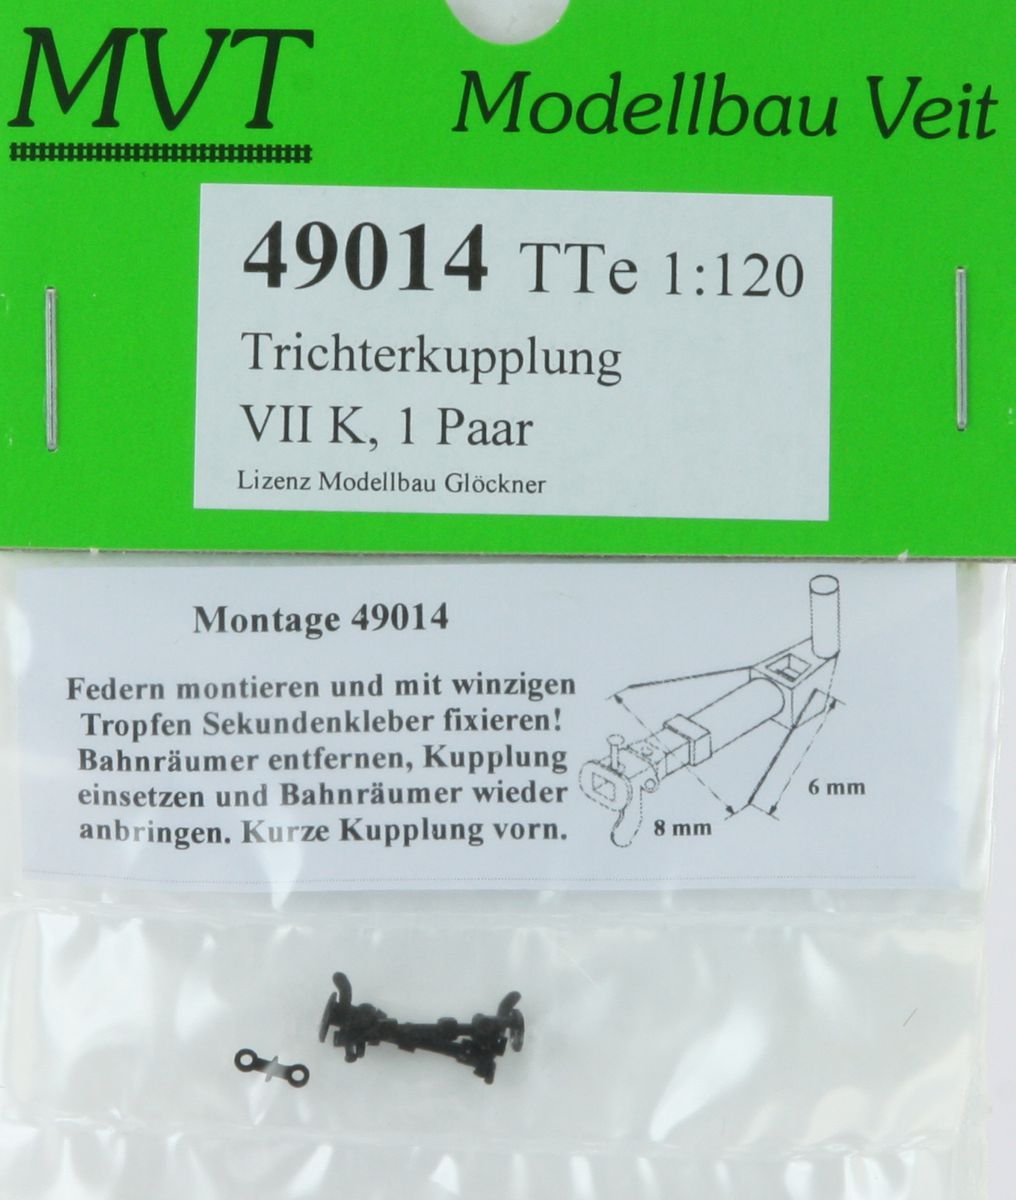 MVT
Modellbau Veit
49014 TTe 1:120
Trichterkupplung
VII K, 1 Paar
Lizenz Modellbau Glöckner
Montage 49014
Federn montieren und mit winzigen
Tropfen Sekundenkleber fixieren!
Bahnräumer entfernen, Kupplung
einsetzen und Bahnräumer wieder
anbringen. Kurze Kupplung vorn.
6 mm
8 mm